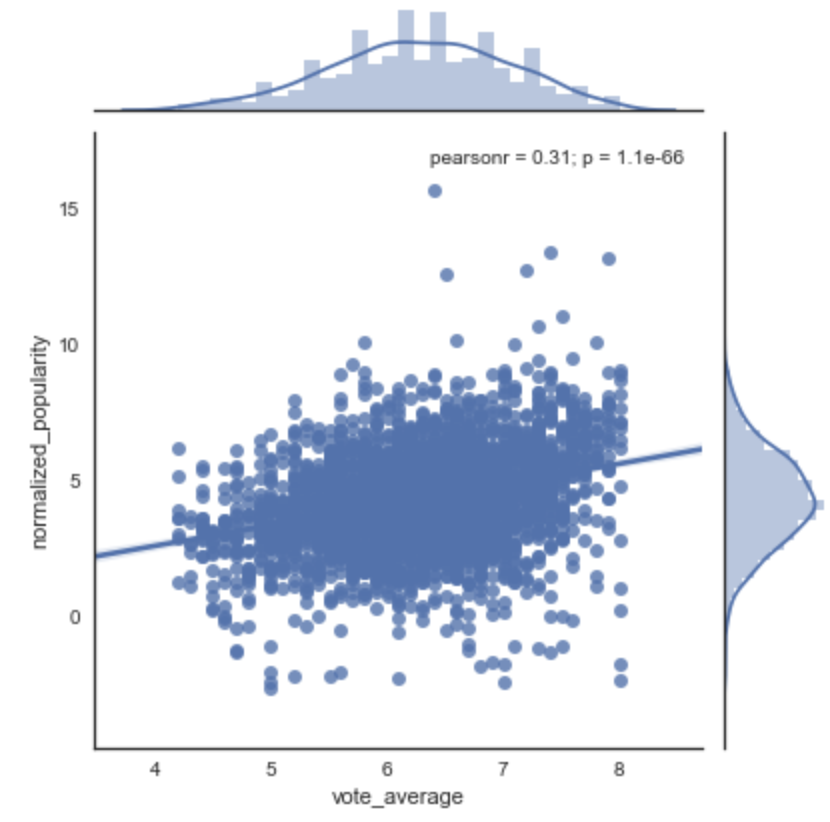 pearsonr = 0.31; p = 1.1e-66
15
10
5
0
normalized_popularity
4 5 6 7 8
vote_average